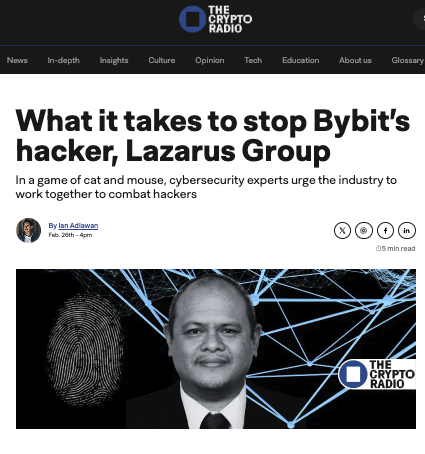 THE
CRYPTO
RADIO
News In-depth Insights Culture Opinion Tech Education About us Glossary
What it takes to stop Bybit's
hacker, Lazarus Group
In a game of cat and mouse, cybersecurity experts urge the industry to
work together to combat hackers
By Ian Adlawan
Feb. 26th - 4pm
5 min read
THE
CRYPTO
RADIO